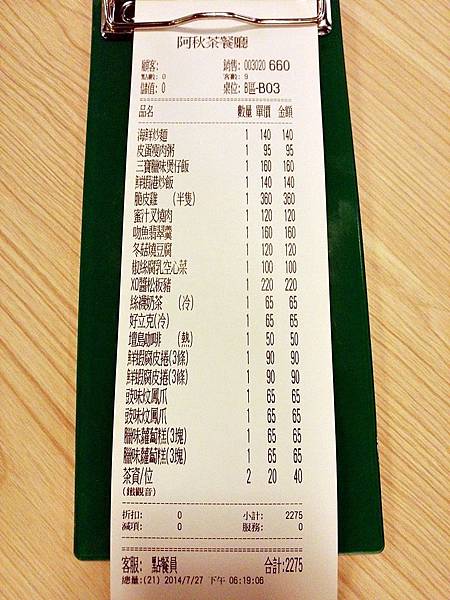 阿秋茶餐廳
顧客: 銷售: 003020 660
點數: 0 客數: 9
儲值: 0 桌位: B區-B03
品名 數量 單價 金額
海鮮炒麵 1 140 140
皮蛋瘦肉粥 1 95 95
三寶臘味煲仔飯 1 160 160
鮮蝦港炒飯 1 140 140
脆皮雞 (半隻) 1 360 360
蜜汁叉燒肉 1 120 120
吻魚翡翠羹 1 160 160
冬菇燒豆腐 1 120 120
椒絲腐乳空心菜 1 100 100
XO醬松板豬 1 220 220
絲襪奶茶 (冷) 1 65 65
好立克(冷) 1 65 65
壇島咖啡 (熱) 1 50 50
鮮蝦腐皮捲(3條) 1 90 90
鮮蝦腐皮捲(3條) 1 90 90
豉味炆鳳爪 1 65 65
豉味炆鳳爪 1 65 65
臘味蘿蔔糕(3塊) 1 65 65
臘味蘿蔔糕(3塊) 1 65 65
茶資/位 2 20 40
(鐵觀音)
折扣: 0 小計: 2275
減項: 0 服務: 0
客服: 點餐員 合計:2275
總量:(21) 2014/7/27 下午 06:19:06